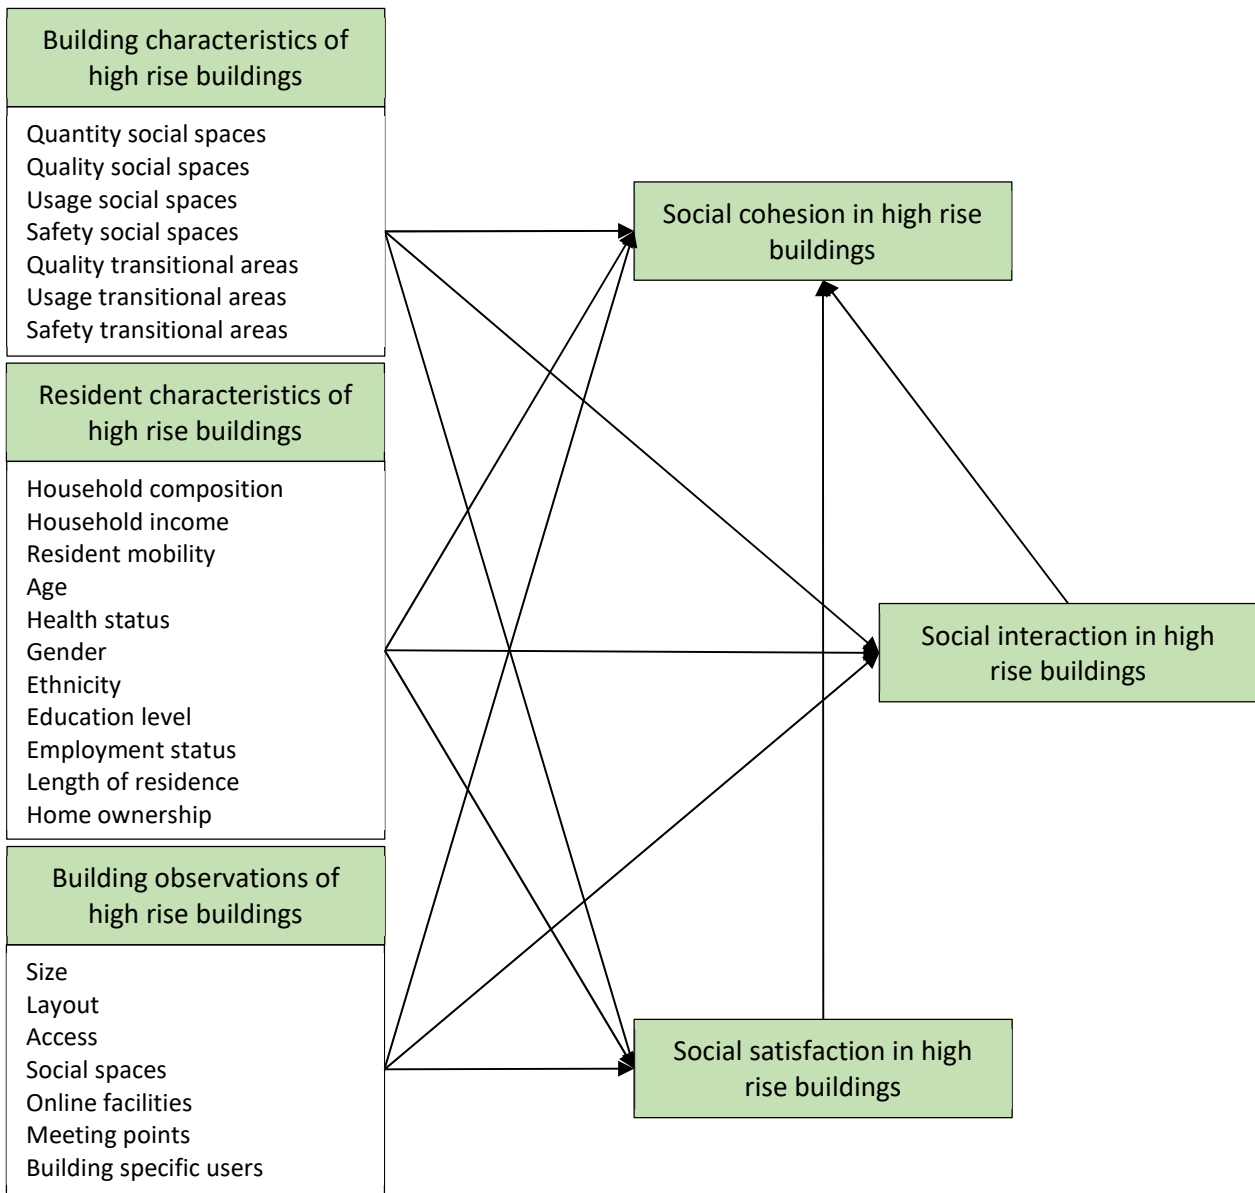 Building characteristics of
high rise buildings
Quantity social spaces
Quality social spaces
Usage social spaces
Safety social spaces
Quality transitional areas
Usage transitional areas
Safety transitional areas
Resident characteristics of
high rise buildings
Household composition
Household income
Resident mobility
Age
Health status
Gender
Ethnicity
Education level
Employment status
Length of residence
Home ownership
Building observations of
high rise buildings
Size
Layout
Access
Social spaces
Online facilities
Meeting points
Building specific users
Social cohesion in high rise
buildings
Social interaction in high
rise buildings
Social satisfaction in high
rise buildings